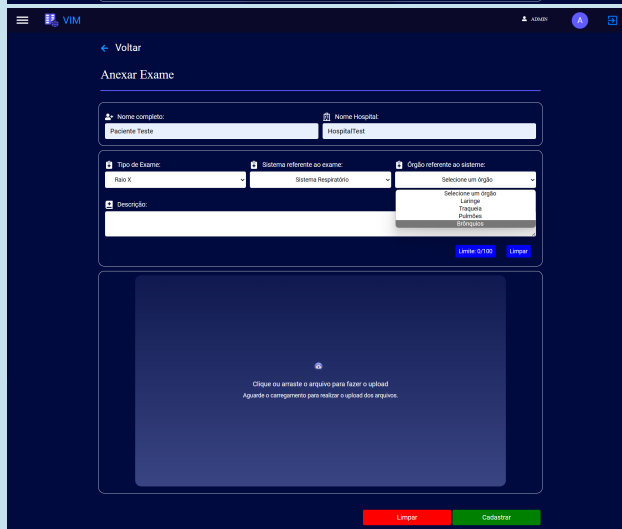 VIM
ADMIN
A
Voltar
Anexar Exame
Nome completo:
Nome Hospital:
Paciente Teste
HospitalTest
Tipo de Exame:
Sistema referente ao exame:
Órgão referente ao sisteme:
Raio X
Sistema Respiratório
Selecione um órgão
Selecione um órgão
Laringe
Traqueia
Pulmões
Brônquios
Descrição:
Limite: 0/100
Limpar
Clique ou arraste o arquivo para fazer o upload
Aguarde o carregamento para realizar o upload dos arquivos.
Limpar
Cadastrar